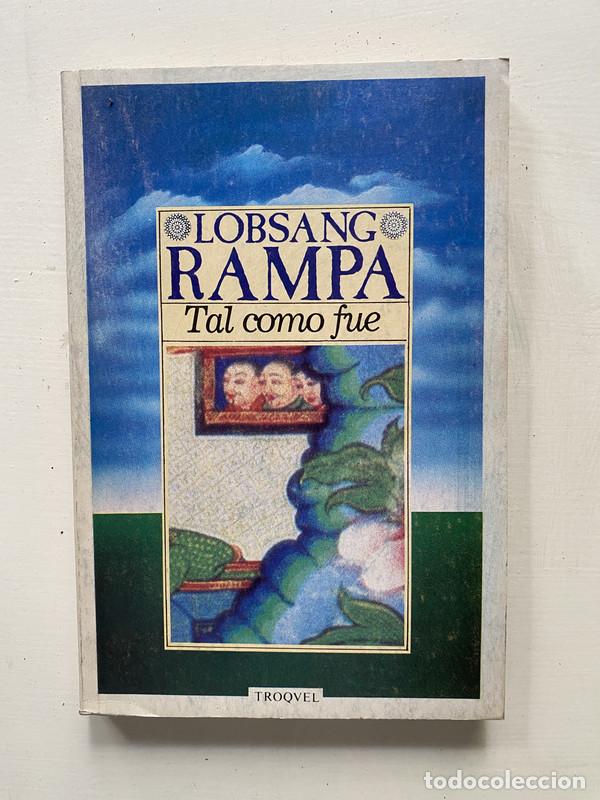 LOBSANG
RAMPA
Tal como fue
TROQVEL
todocoleccion